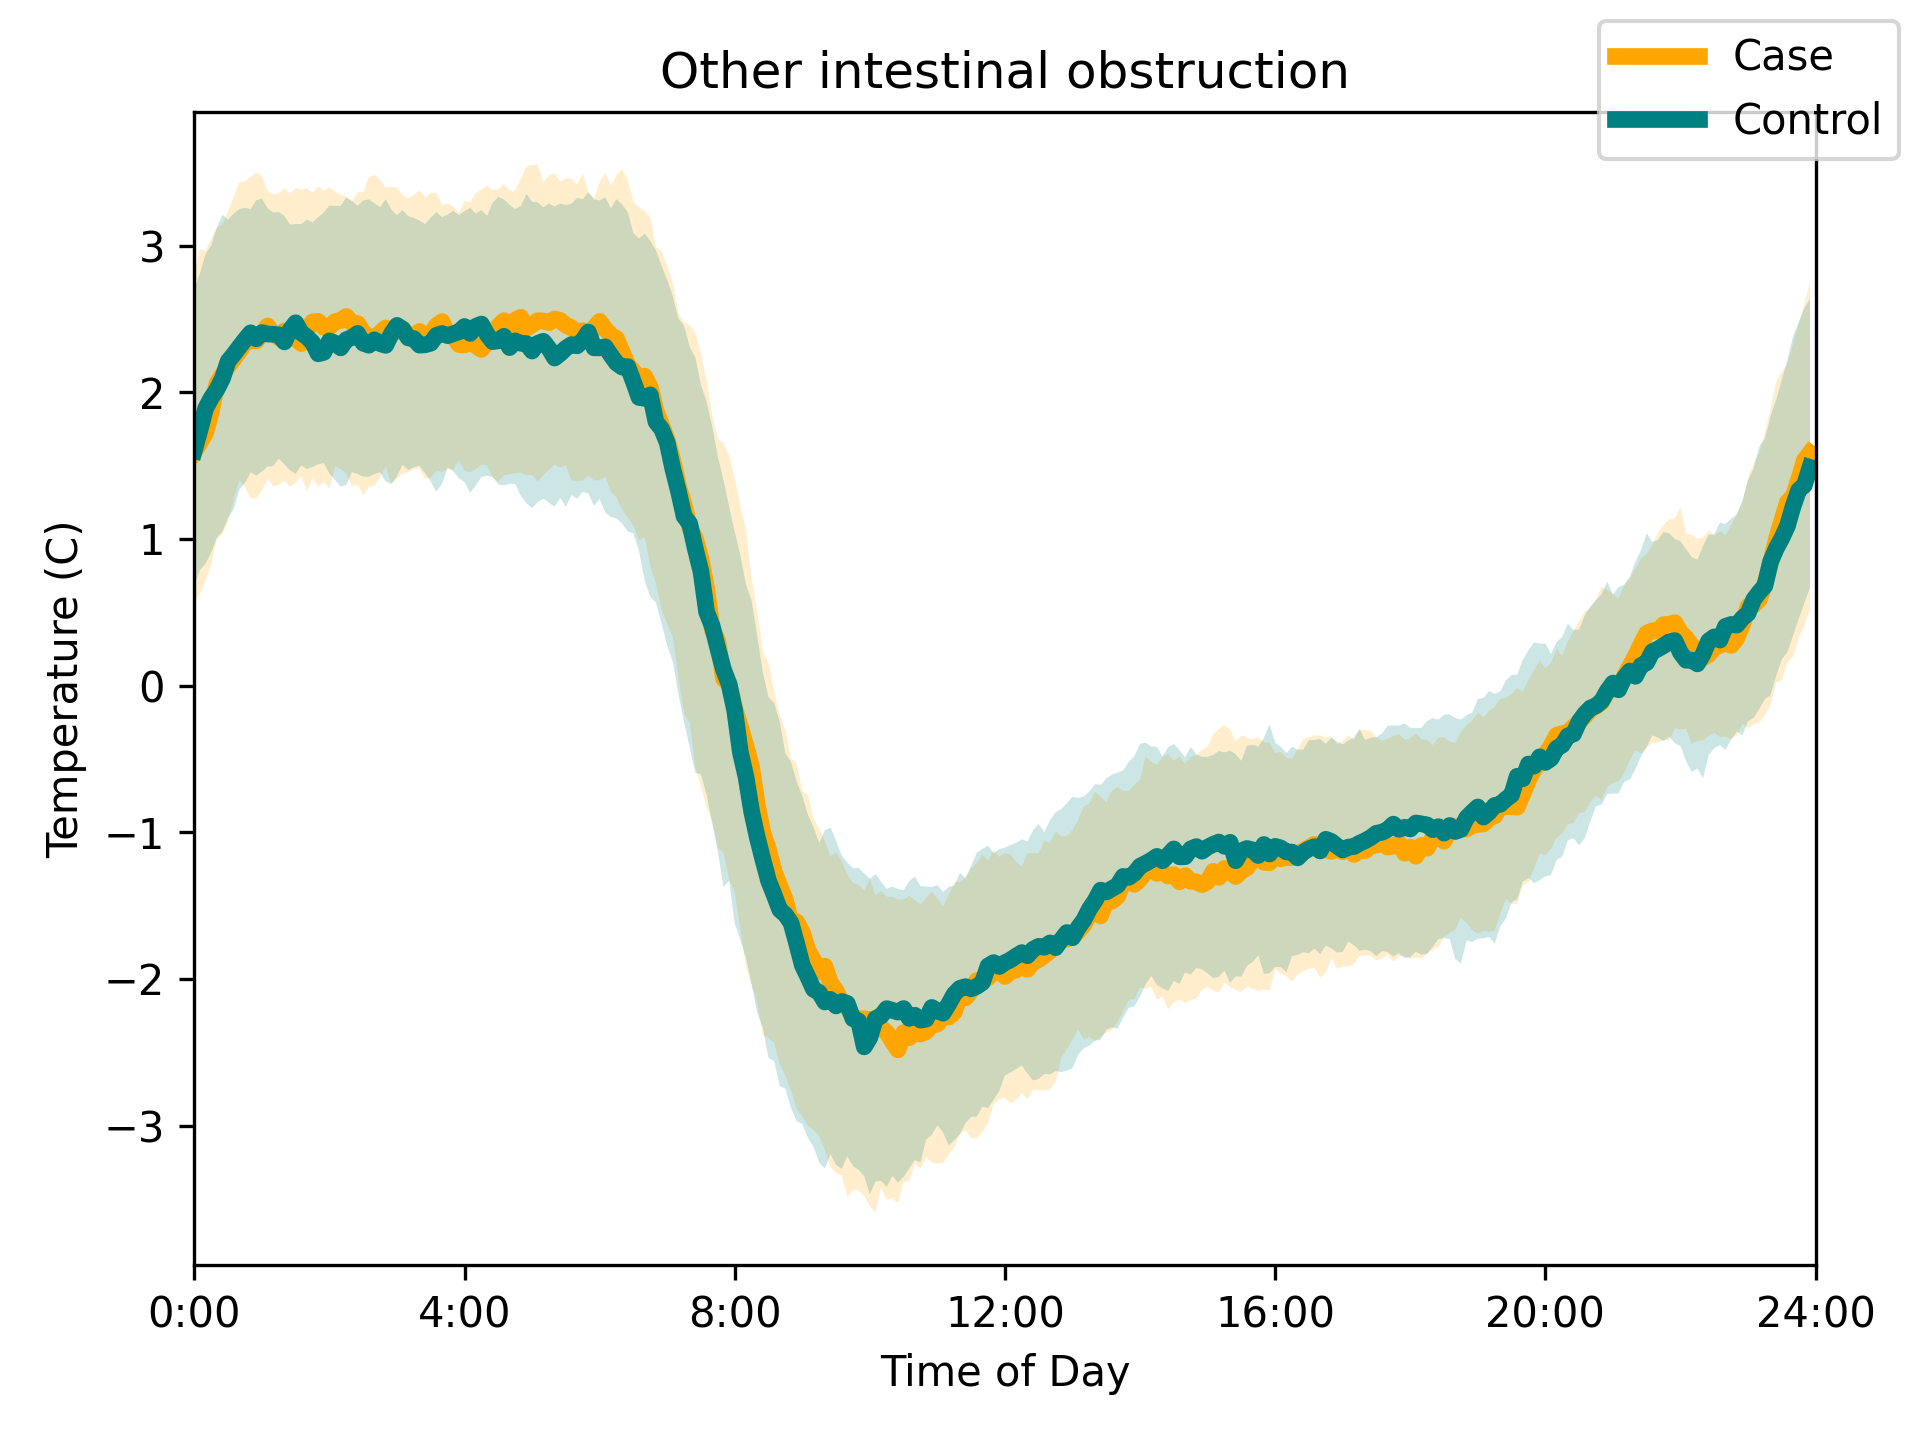 Other intestinal obstruction
Case
Control
Temperature (C)
3
2
1
0
−1
−2
−3
0:00 4:00 8:00 12:00 16:00 20:00 24:00
Time of Day